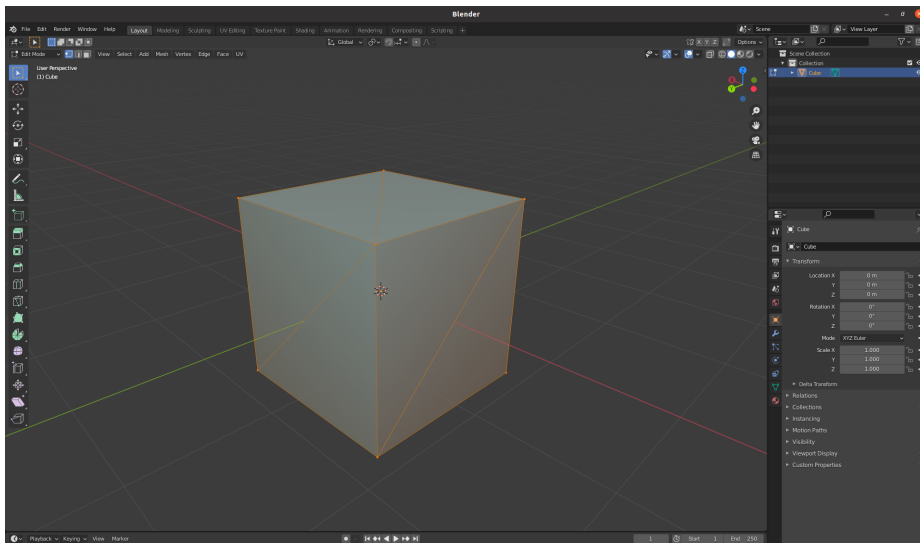 Blender
File Edit Render Window Help Layout Modeling Sculpting UV Editing Texture Paint Shading Animation Rendering Compositing Scripting + Scene View Layer
Global Options
Edit Mode View Select Add Mesh Vertex Edge Face UV X Y Z
User Perspective
(1) Cube
Z
X
Y
Scene Collection
Collection
Cube
Cube
Cube
Transform
Location X 0 m
Y 0 m
Z 0 m
Rotation X 0°
Y 0°
Z 0°
Mode XYZ Euler
Scale X 1.000
Y 1.000
Z 1.000
Delta Transform
Relations
Collections
Instancing
Motion Paths
Visibility
Viewport Display
Custom Properties
Playback Keying View Marker 1 Start 1 End 250